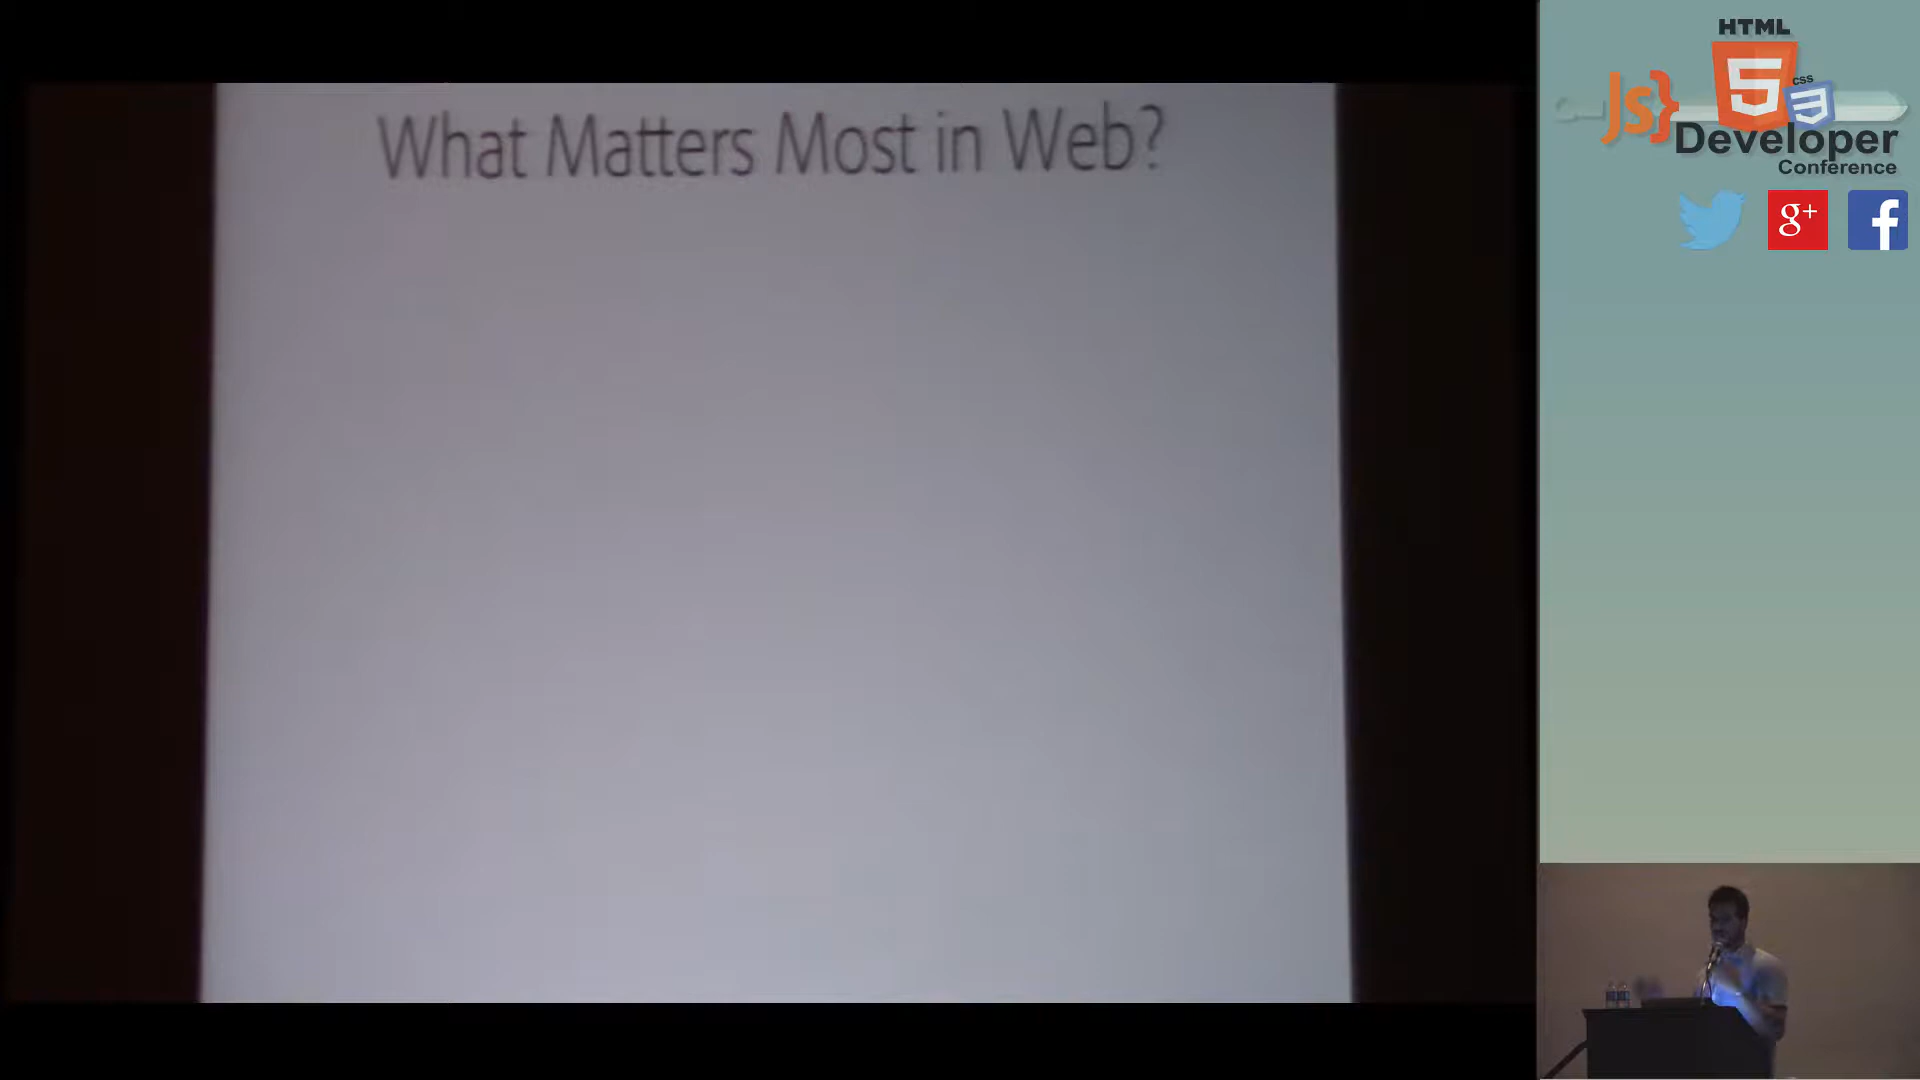 What Matters Most in Web?
HTML
JS}
5
CSS
3
Developer
Conference
g+
f